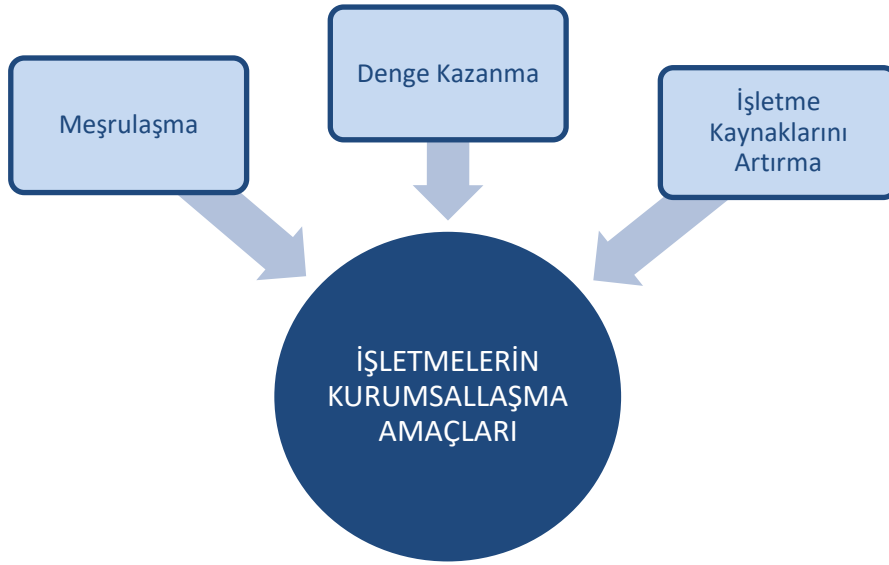 Meşrulaşma
Denge Kazanma
İşletme
Kaynaklarını
Artırma
İŞLETMELERİN
KURUMSALLAŞMA
AMAÇLARI